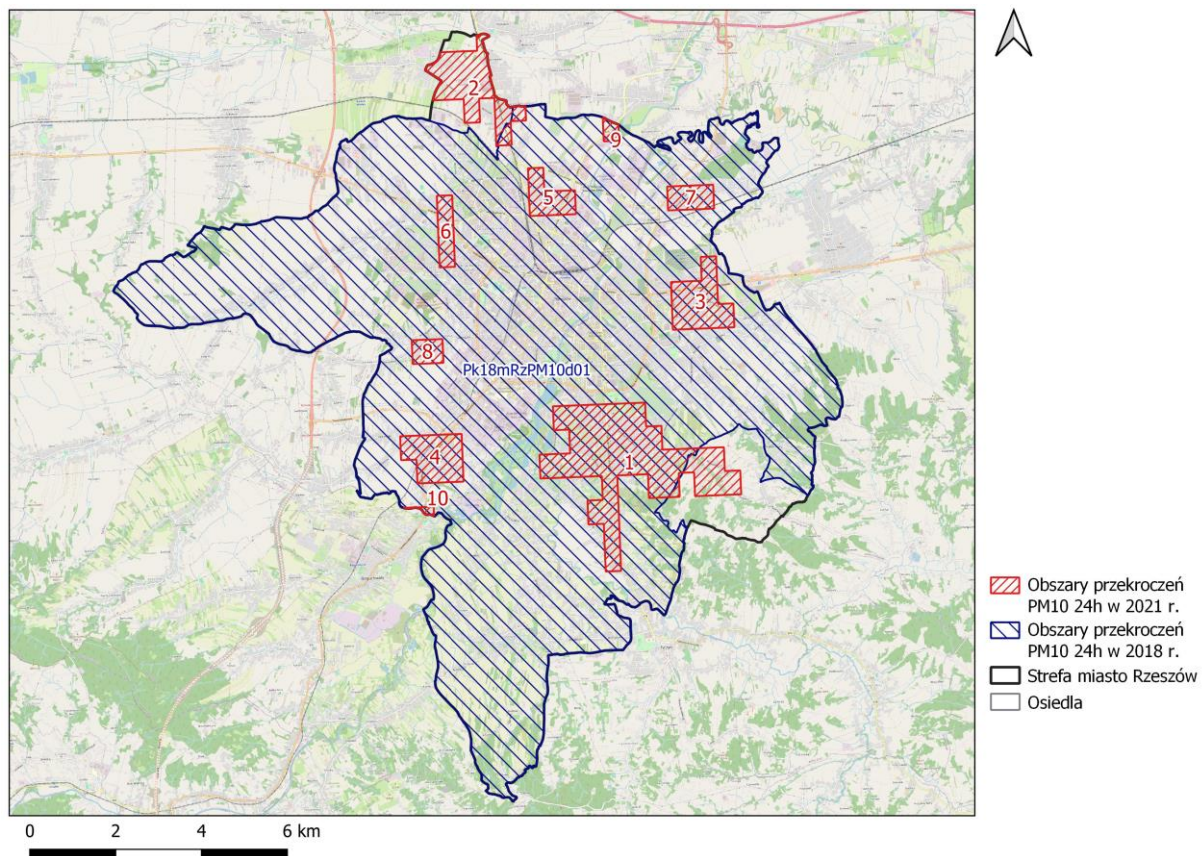 2
9
5
7
6
3
8
Pk18mRzPM10d01
4
1
10
Obszary przekroczeń
PM10 24h w 2021 r.
Obszary przekroczeń
PM10 24h w 2018 r.
Strefa miasto Rzeszów
Osiedla
0 2 4 6 km